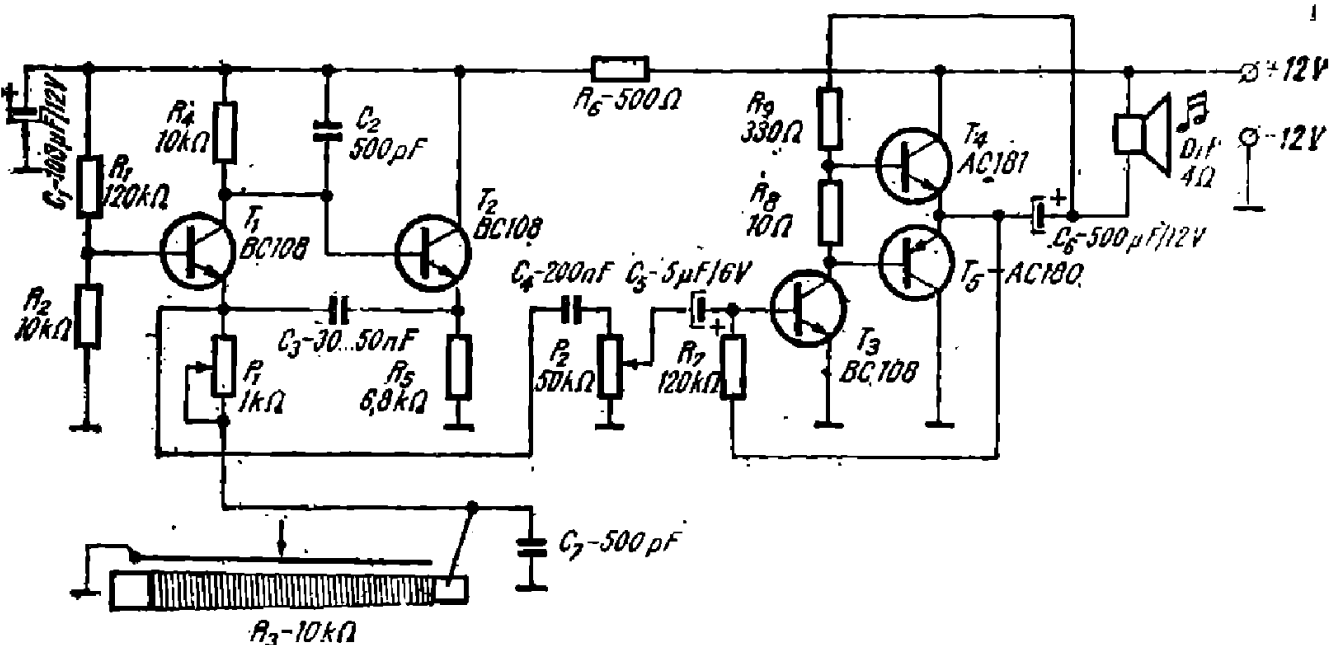 +12V
-12V
C₁-100µF/12V
R₁
120kΩ
R₂
10kΩ
R₄
10kΩ
C₂
500pF
T₁
BC108
T₂
BC108
R₆-500Ω
R₉
330Ω
R₈
10Ω
T₄
AC181
4Ω
C₆-500µF/12V
T₅-AC180
C₄-200nF
C₅-5µF/6V
C₃-30...50nF
P₁
1kΩ
R₅
6,8kΩ
P₂
50kΩ
R₇
120kΩ
T₃
BC108
C₇-500pF
R₃-10kΩ